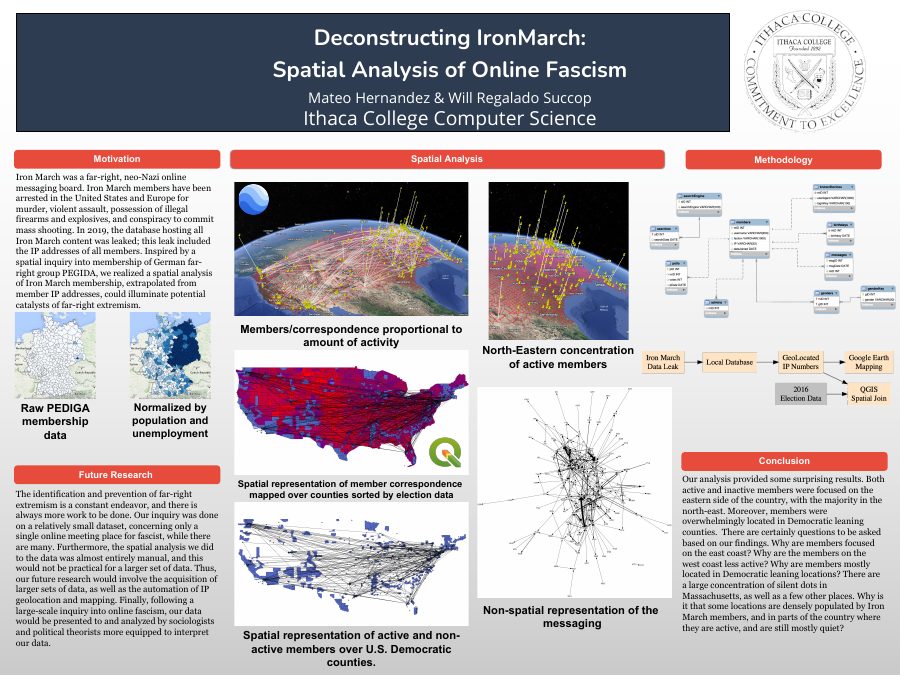 Deconstructing IronMarch:
Spatial Analysis of Online Fascism
Mateo Hernandez & Will Regalado Succop
Ithaca College Computer Science
ITHACA COLLEGE
ITHACA COLLEGE
Founded 1892
COMMITMENT TO EXCELLENCE
Motivation
Iron March was a far-right, neo-Nazi online
messaging board. Iron March members have been
arrested in the United States and Europe for
murder, violent assault, possession of illegal
firearms and explosives, and conspiracy to commit
mass shooting. In 2019, the database hosting all
Iron March content was leaked; this leak included
the IP addresses of all members. Inspired by a
spatial inquiry into membership of German far-
right group PEGIDA, we realized a spatial analysis
of Iron March membership, extrapolated from
member IP addresses, could illuminate potential
catalysts of far-right extremism.
Raw PEDIGA
membership
data
Normalized by
population and
unemployment
Future Research
The identification and prevention of far-right
extremism is a constant endeavor, and there is
always more work to be done. Our inquiry was done
on a relatively small dataset, concerning only a
single online meeting place for fascist, while there
are many. Furthermore, the spatial analysis we did
to the data was almost entirely manual, and this
would not be practical for a larger set of data. Thus,
our future research would involve the acquisition of
larger sets of data, as well as the automation of IP
geolocation and mapping. Finally, following a
large-scale inquiry into online fascism, our data
would be presented to and analyzed by sociologists
and political theorists more equipped to interpret
our data.
Spatial Analysis
Members/correspondence proportional to
amount of activity
North-Eastern concentration
of active members
Spatial representation of member correspondence
mapped over counties sorted by election data
Spatial representation of active and non-
active members over U.S. Democratic
counties.
Non-spatial representation of the
messaging
Methodology
members
messages
Iron March
Data Leak
Local Database
GeoLocated
IP Numbers
Google Earth
Mapping
2016
Election Data
QGIS
Spatial Join
Conclusion
Our analysis provided some surprising results. Both
active and inactive members were focused on the
eastern side of the country, with the majority in the
north-east. Moreover, members were
overwhelmingly located in Democratic leaning
counties. There are certainly questions to be asked
based on our findings. Why are members focused
on the east coast? Why are the members on the
west coast less active? Why are members mostly
located in Democratic leaning locations? There are
a large concentration of silent dots in
Massachusetts, as well as a few other places. Why is
it that some locations are densely populated by Iron
March members, and in parts of the country where
they are active, and are still mostly quiet?